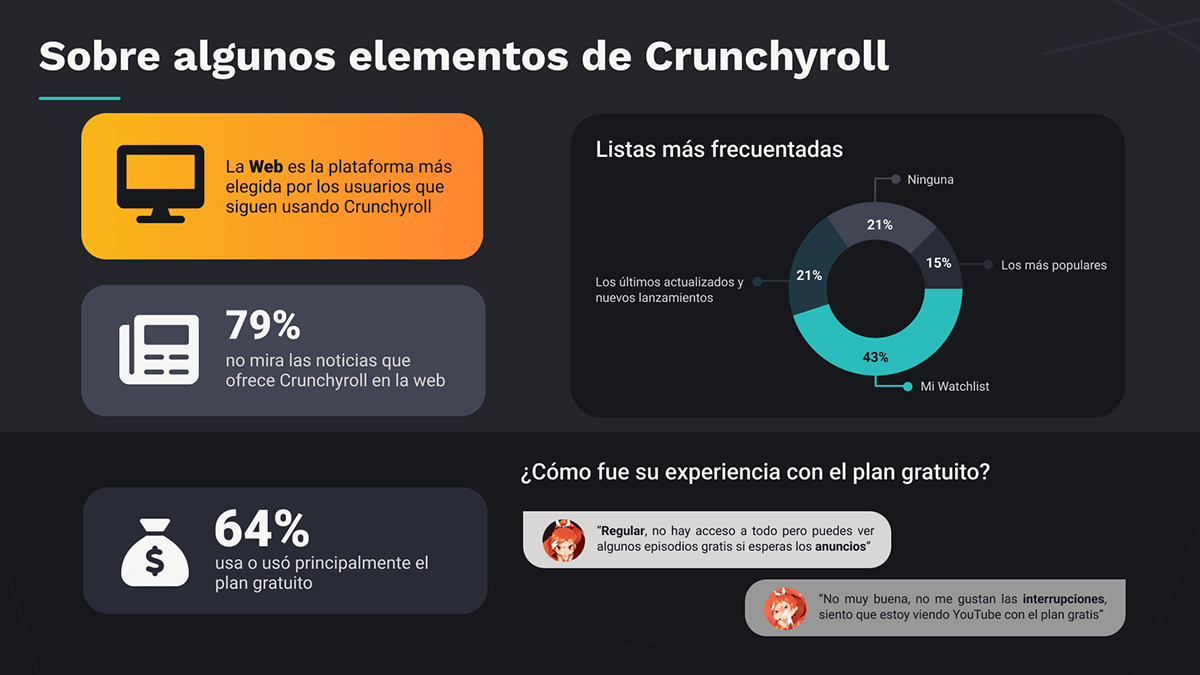 Sobre algunos elementos de Crunchyroll
La Web es la plataforma más
elegida por los usuarios que
siguen usando Crunchyroll
79%
no mira las noticias que
ofrece Crunchyroll en la web
Listas más frecuentadas
Ninguna
21%
15%
Los más populares
21%
Los últimos actualizados y
nuevos lanzamientos
43%
Mi Watchlist
64%
usa o usó principalmente el
plan gratuito
$
¿Cómo fue su experiencia con el plan gratuito?
“Regular, no hay acceso a todo pero puedes ver
algunos episodios gratis si esperas los anuncios”
“No muy buena, no me gustan las interrupciones,
siento que estoy viendo YouTube con el plan gratis”